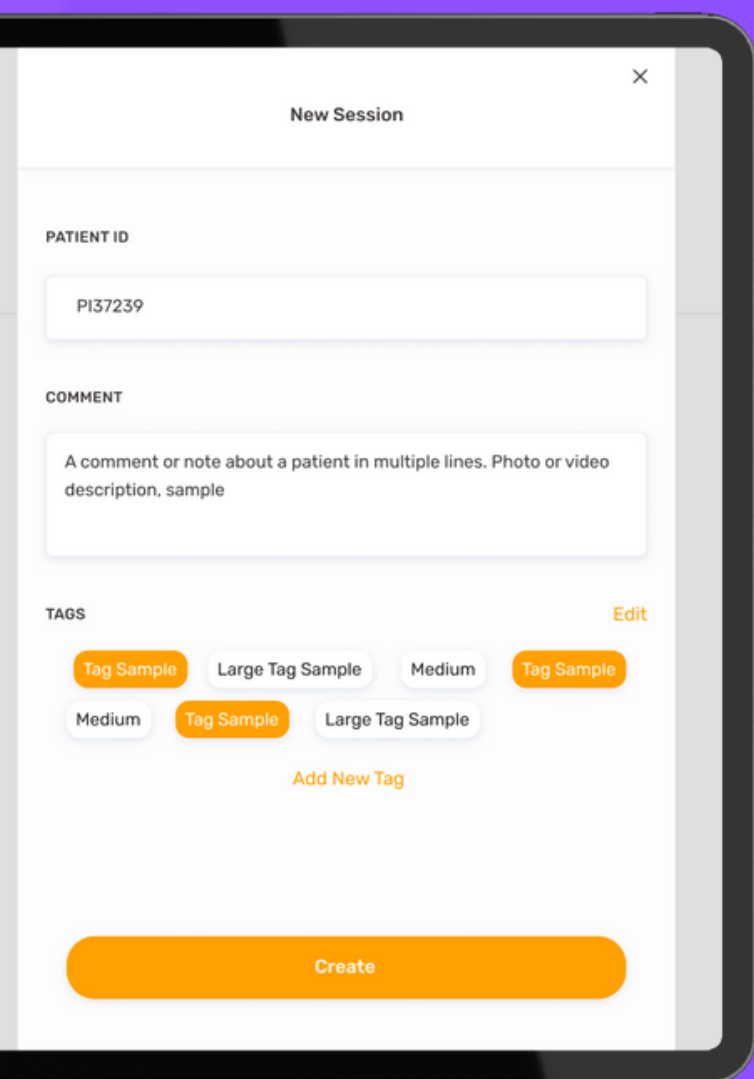 New Session
PATIENT ID
PI37239
COMMENT
A comment or note about a patient in multiple lines. Photo or video
description, sample
TAGS Edit
Tag Sample Large Tag Sample Medium Tag Sample
Medium Tag Sample Large Tag Sample
Add New Tag
Create